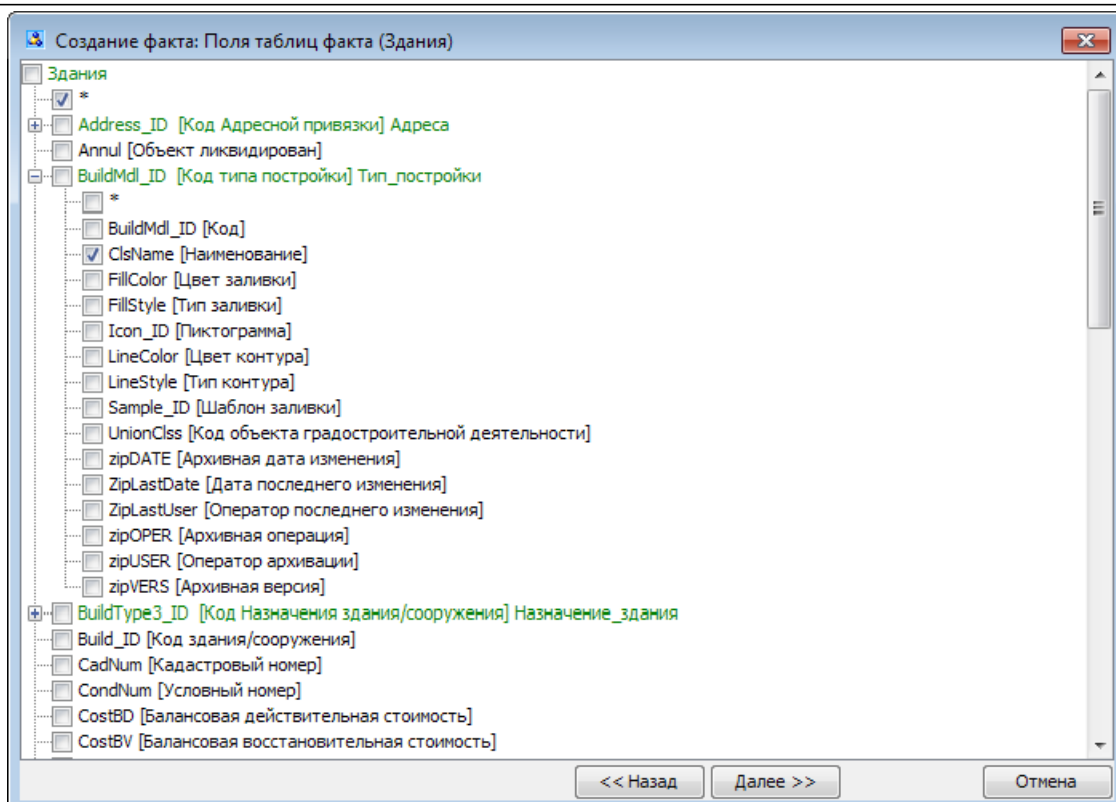 Создание факта: Поля таблиц факта (Здания)
Здания
*
Address_ID [Код Адресной привязки] Адреса
Annul [Объект ликвидирован]
BuildMdl_ID [Код типа постройки] Тип_постройки
*
BuildMdl_ID [Код]
ClsName [Наименование]
FillColor [Цвет заливки]
FillStyle [Тип заливки]
Icon_ID [Пиктограмма]
LineColor [Цвет контура]
LineStyle [Тип контура]
Sample_ID [Шаблон заливки]
UnionClss [Код объекта градостроительной деятельности]
zipDATE [Архивная дата изменения]
ZipLastDate [Дата последнего изменения]
ZipLastUser [Оператор последнего изменения]
zipOPER [Архивная операция]
zipUSER [Оператор архивации]
zipVERS [Архивная версия]
BuildType3_ID [Код Назначения здания/сооружения] Назначение_здания
Build_ID [Код здания/сооружения]
CadNum [Кадастровый номер]
CondNum [Условный номер]
CostBD [Балансовая действительная стоимость]
CostBV [Балансовая восстановительная стоимость]
<< Назад Далее >> Отмена